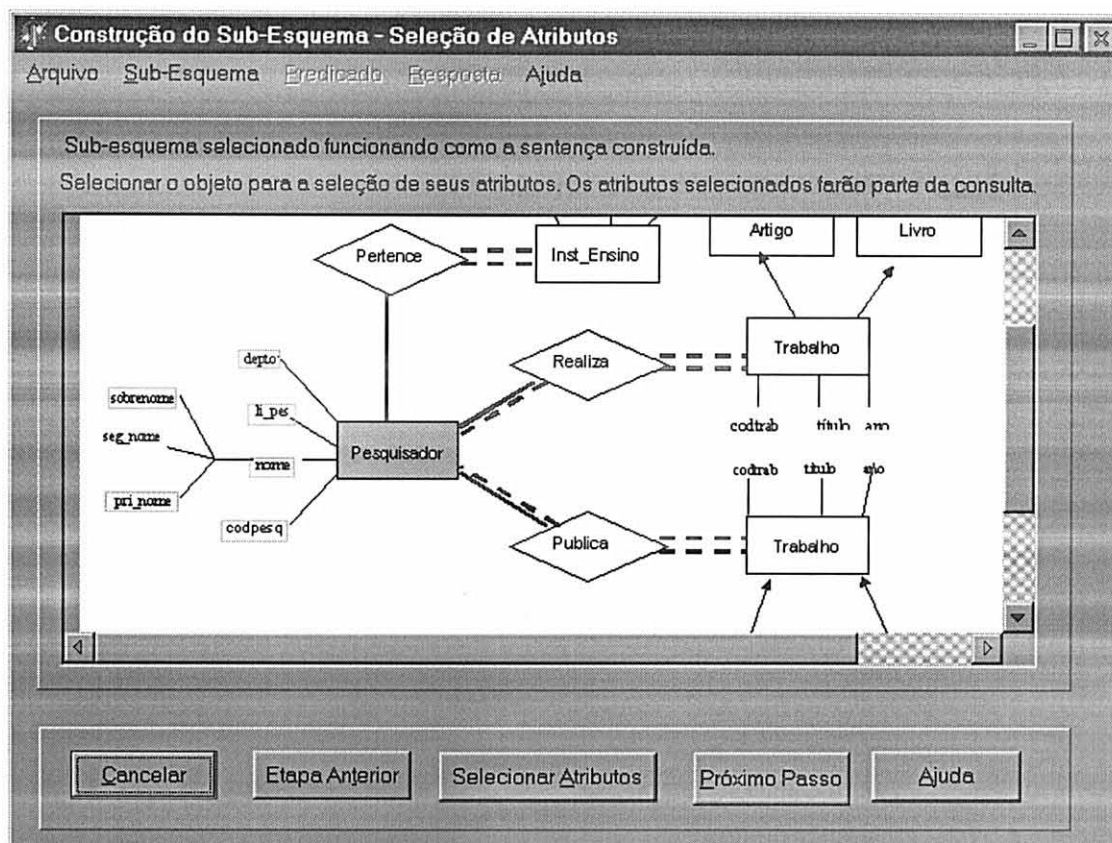 Construção do Sub-Esquema - Seleção de Atributos
Arquivo Sub-Esquema Predicado Resposta Ajuda
Sub-esquema selecionado funcionando como a sentença construída.
Selecionar o objeto para a seleção de seus atributos. Os atributos selecionados farão parte da consulta.
Artigo Livro
Pertence Inst_Ensino
Trabalho
Realiza
depto
sobrenome
li_pes
codtrab título ano
seg_nome
Pesquisador
nome
codtrab título ano
pri_nome
codpesq
Publica Trabalho
Cancelar Etapa Anterior Selecionar Atributos Próximo Passo Ajuda